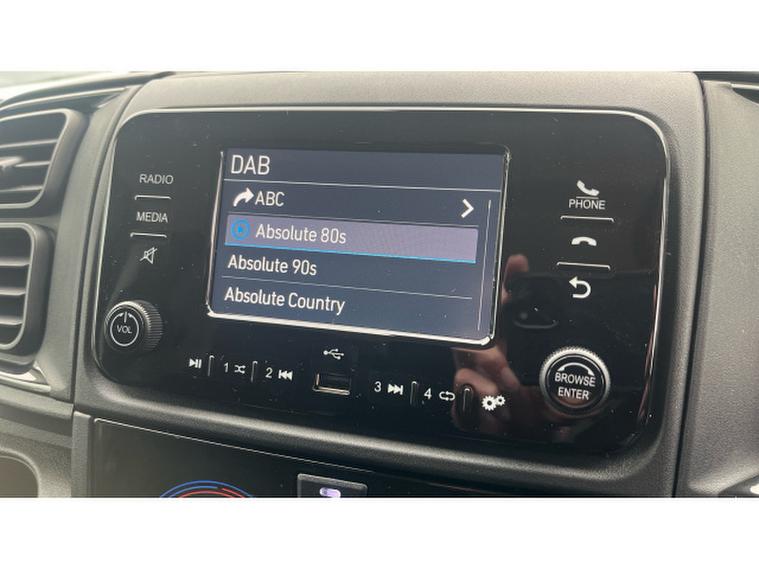 DAB
ABC
Absolute 80s
Absolute 90s
Absolute Country
RADIO
MEDIA
VOL
PHONE
BROWSE
ENTER
1
2
3
4